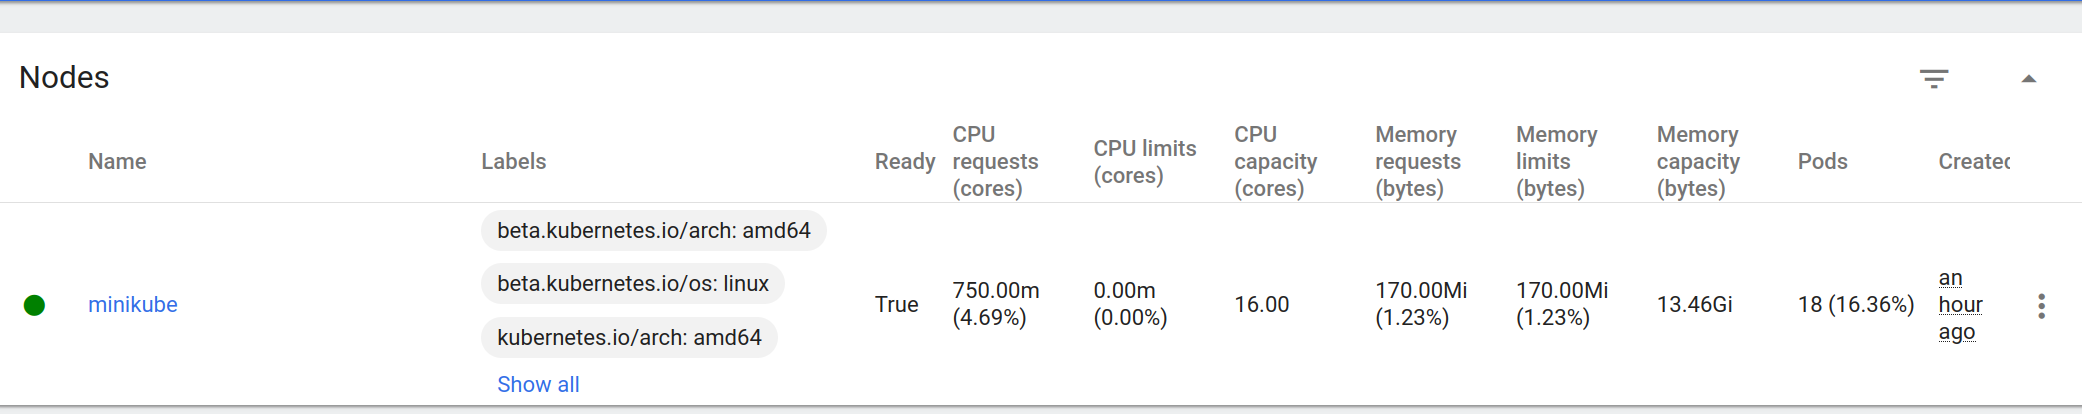 Nodes
Name
Labels
Ready
CPU
requests
(cores)
CPU limits
(cores)
CPU
capacity
(cores)
Memory
requests
(bytes)
Memory
limits
(bytes)
Memory
capacity
(bytes)
Pods
Created
minikube
beta.kubernetes.io/arch: amd64
beta.kubernetes.io/os: linux
kubernetes.io/arch: amd64
Show all
True
750.00m
(4.69%)
0.00m
(0.00%)
16.00
170.00Mi
(1.23%)
170.00Mi
(1.23%)
13.46Gi
18 (16.36%)
an
hour
ago